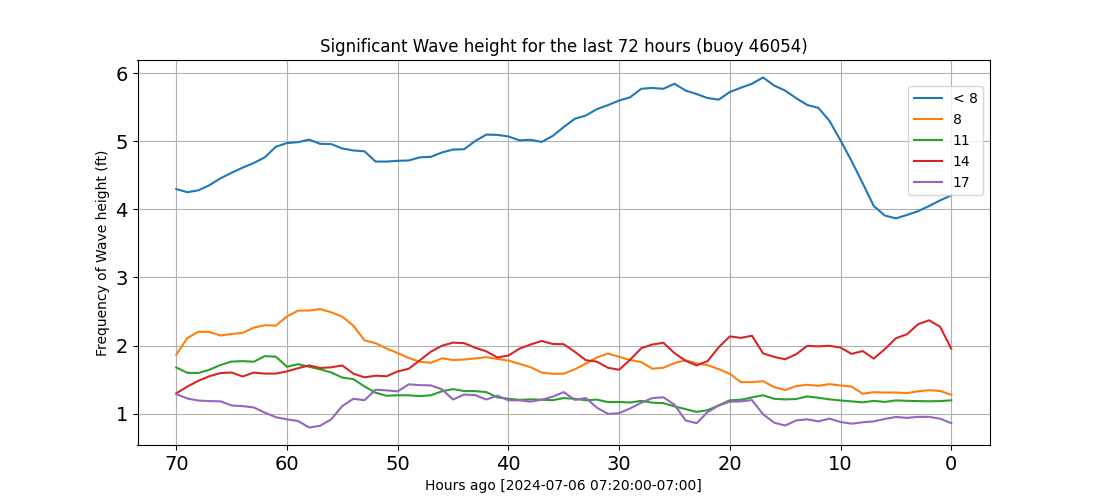 Significant Wave height for the last 72 hours (buoy 46054)
Frequency of Wave height (ft)
6
5
4
3
2
1
< 8
8
11
14
17
70 60 50 40 30 20 10 0
Hours ago [2024-07-06 07:20:00-07:00]